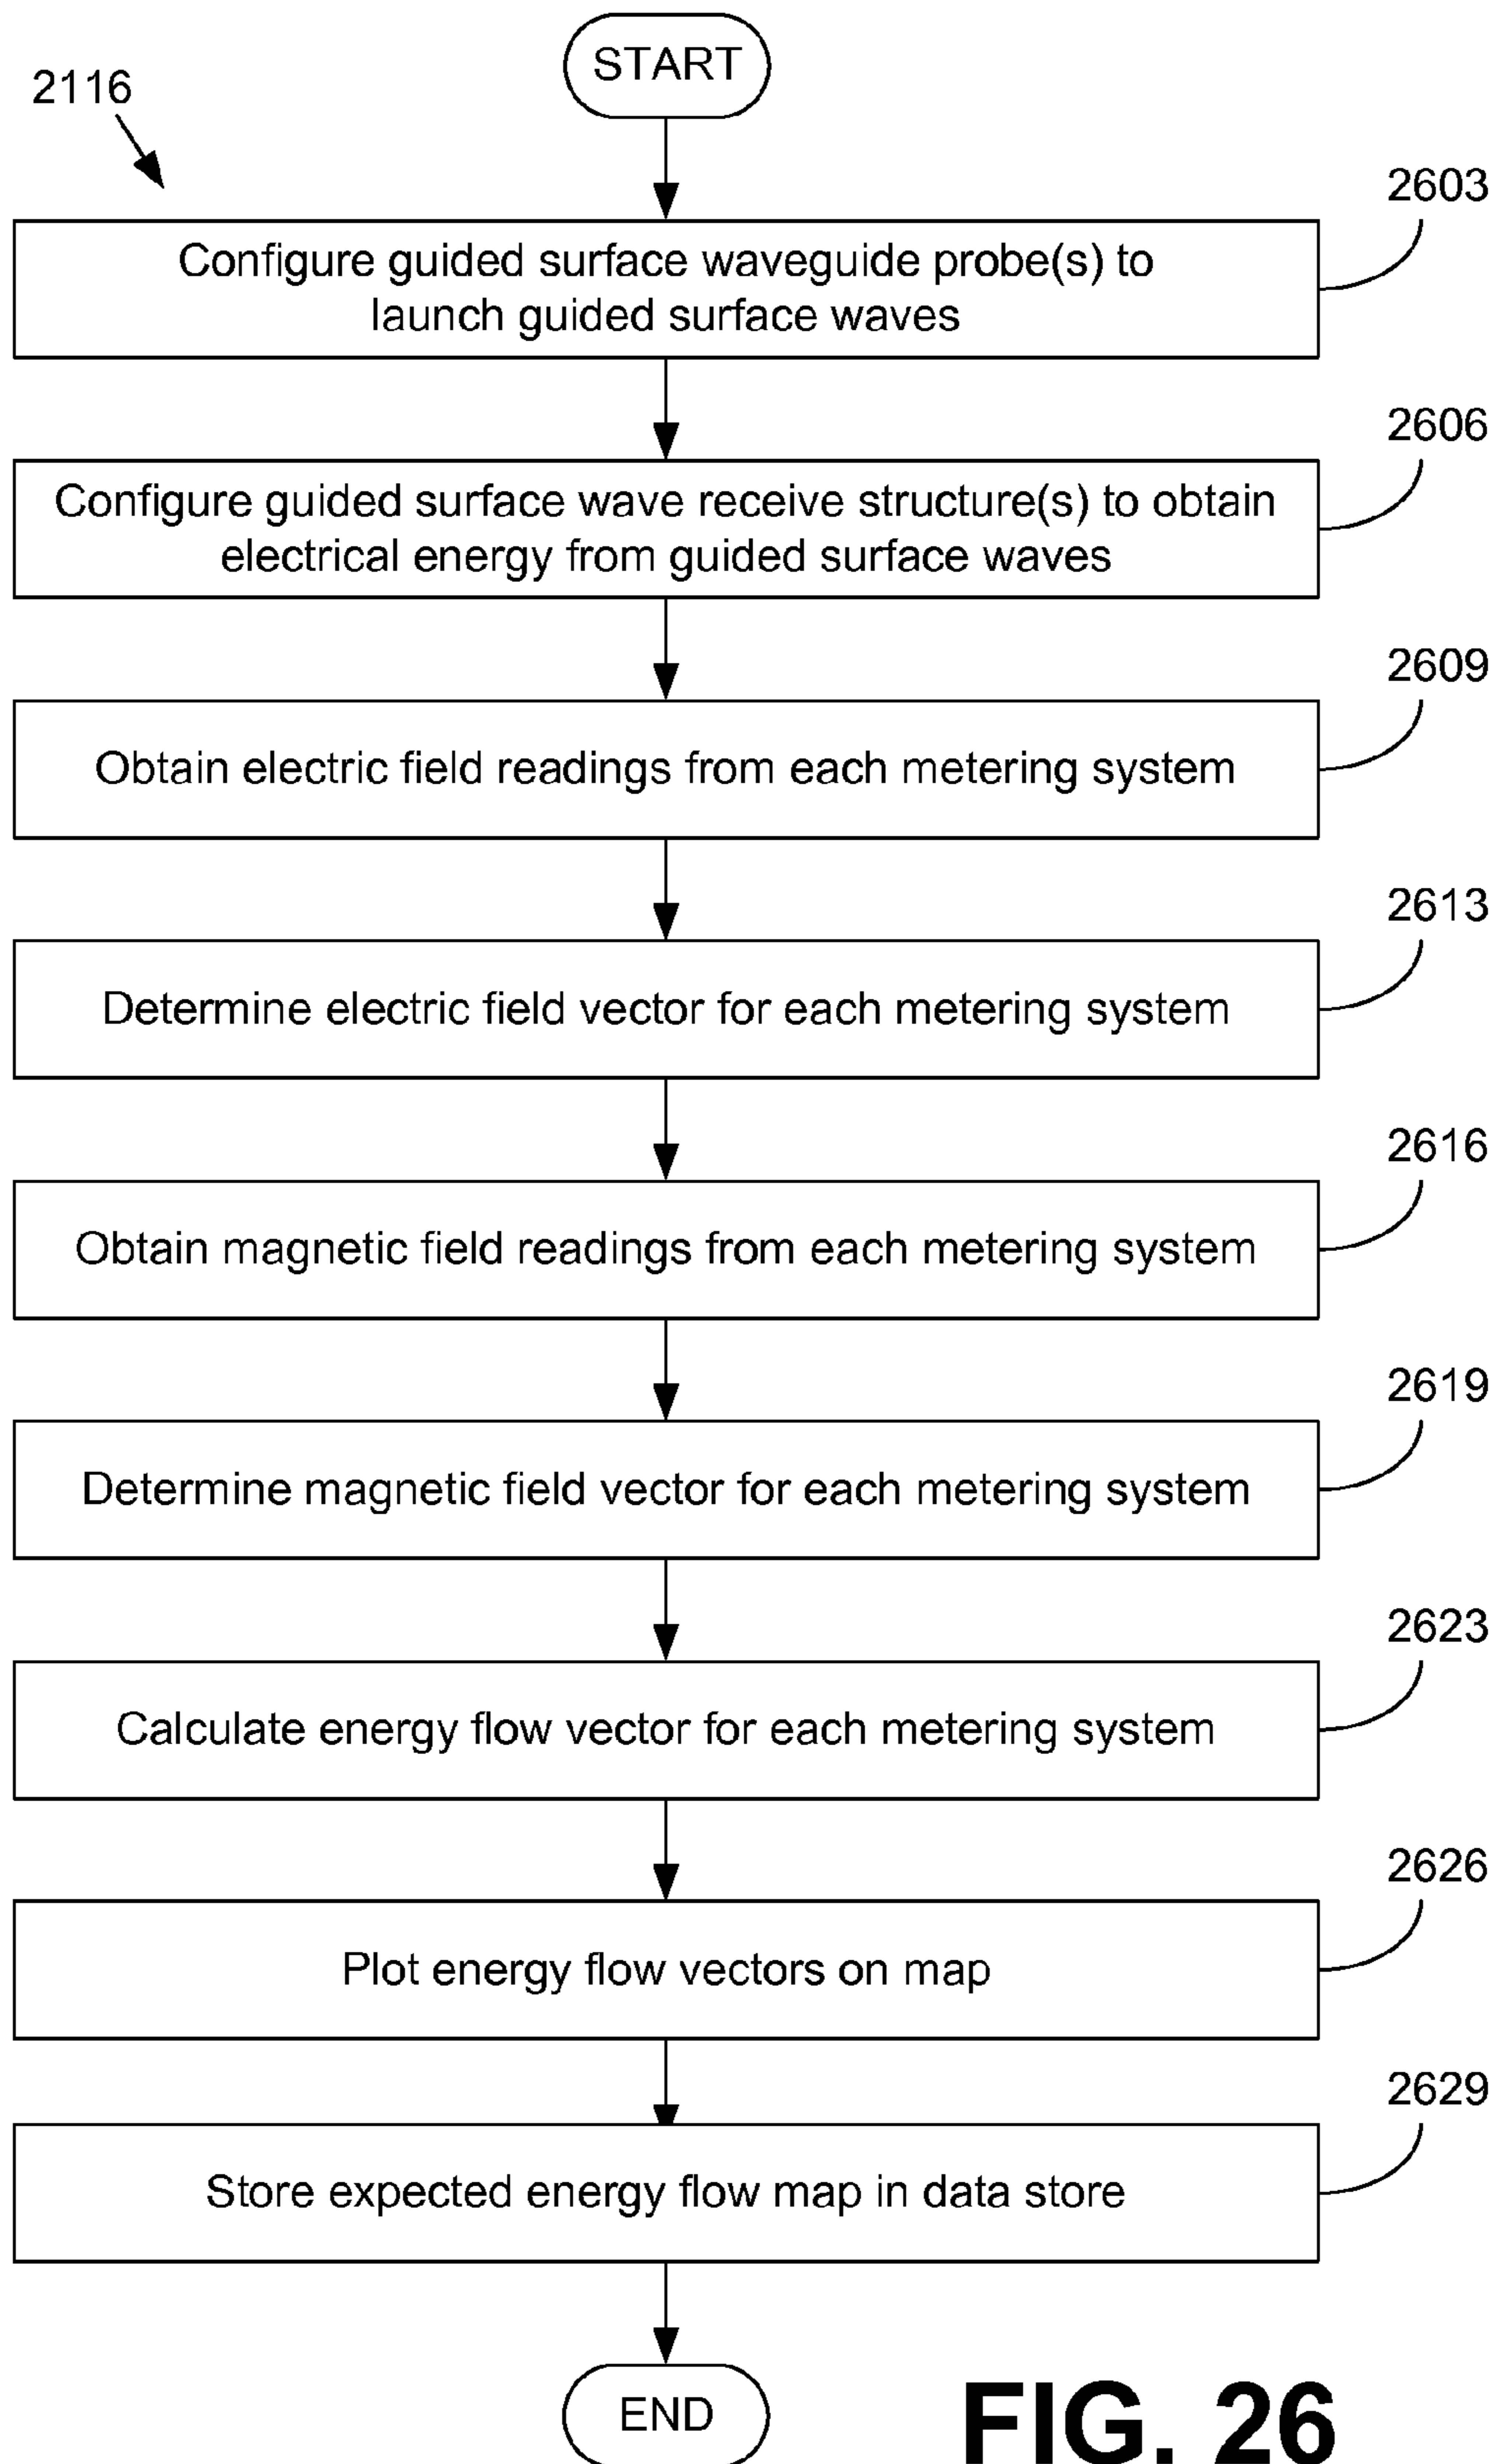 START
2116
2603
Configure guided surface waveguide probe(s) to
launch guided surface waves
2606
Configure guided surface wave receive structure(s) to obtain
electrical energy from guided surface waves
2609
Obtain electric field readings from each metering system
2613
Determine electric field vector for each metering system
2616
Obtain magnetic field readings from each metering system
2619
Determine magnetic field vector for each metering system
2623
Calculate energy flow vector for each metering system
2626
Plot energy flow vectors on map
2629
Store expected energy flow map in data store
END
FIG. 26